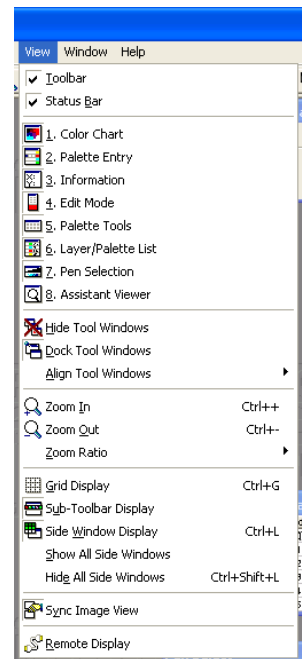 View Window Help
Toolbar
Status Bar
1. Color Chart
2. Palette Entry
3. Information
4. Edit Mode
5. Palette Tools
6. Layer/Palette List
7. Pen Selection
8. Assistant Viewer
Hide Tool Windows
Dock Tool Windows
Align Tool Windows
Zoom In Ctrl++
Zoom Out Ctrl+-
Zoom Ratio
Grid Display Ctrl+G
Sub-Toolbar Display
Side Window Display Ctrl+L
Show All Side Windows
Hide All Side Windows Ctrl+Shift+L
Sync Image View
Remote Display